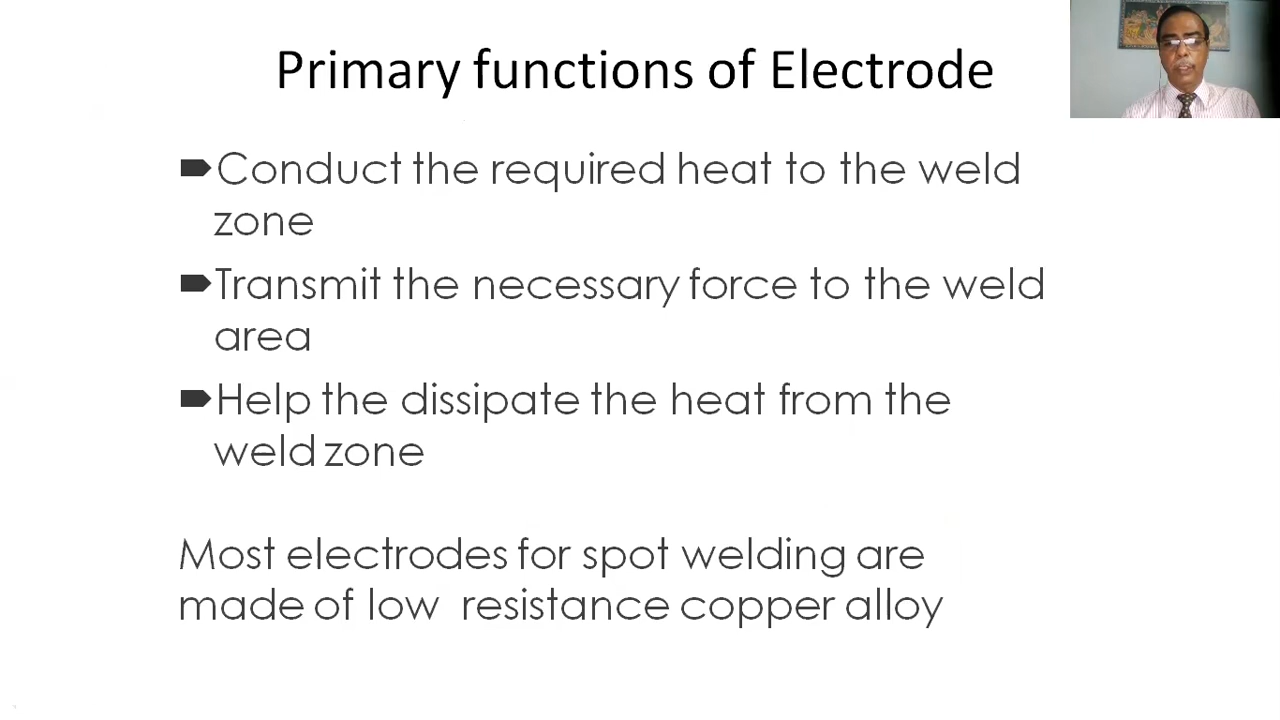 Primary functions of Electrode
Conduct the required heat to the weld
zone
Transmit the necessary force to the weld
area
Help the dissipate the heat from the
weld zone
Most electrodes for spot welding are
made of low resistance copper alloy